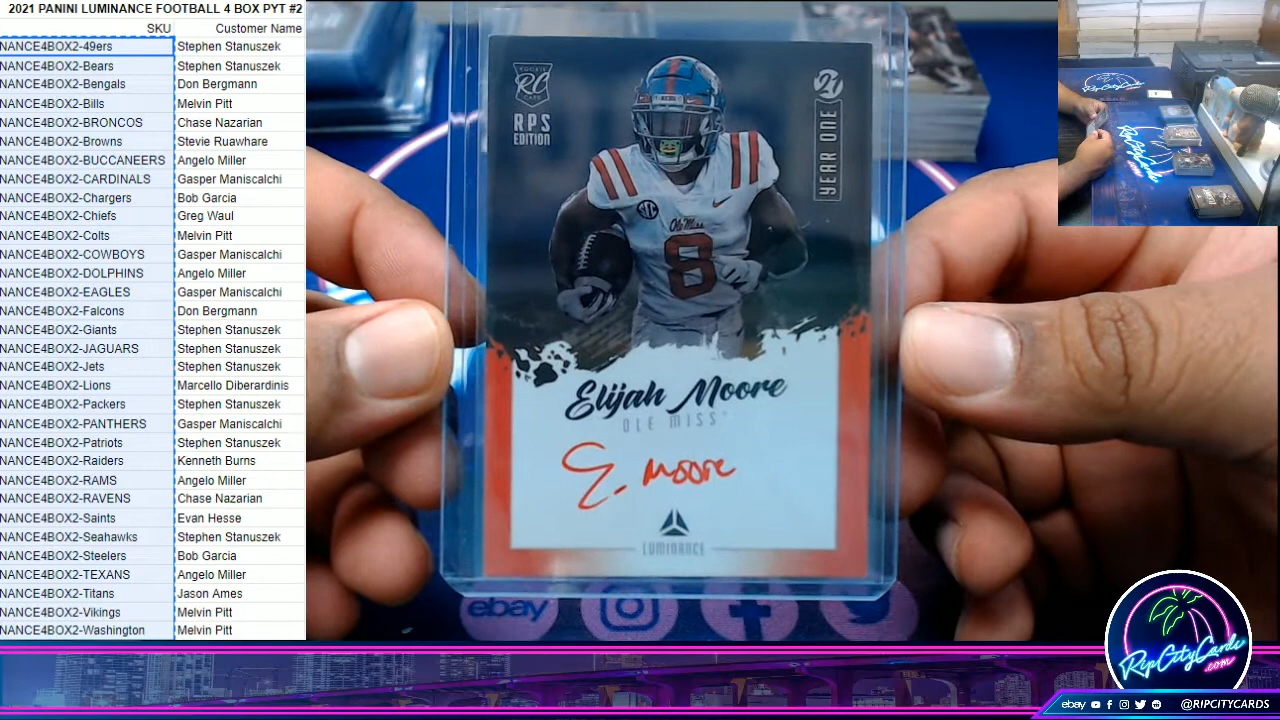 2021 PANINI LUMINANCE FOOTBALL 4 BOX PYT #2
SKU Customer Name
NANCE4BOX2-49ers Stephen Stanuszek
NANCE4BOX2-Bears Stephen Stanuszek
NANCE4BOX2-Bengals Don Bergmann
NANCE4BOX2-Bills Melvin Pitt
NANCE4BOX2-BRONCOS Chase Nazarian
NANCE4BOX2-Browns Stevie Ruawhare
NANCE4BOX2-BUCCANEERS Angelo Miller
NANCE4BOX2-CARDINALS Gasper Maniscalchi
NANCE4BOX2-Chargers Bob Garcia
NANCE4BOX2-Chiefs Greg Waul
NANCE4BOX2-Colts Melvin Pitt
NANCE4BOX2-COWBOYS Gasper Maniscalchi
NANCE4BOX2-DOLPHINS Angelo Miller
NANCE4BOX2-EAGLES Gasper Maniscalchi
NANCE4BOX2-Falcons Don Bergmann
NANCE4BOX2-Giants Stephen Stanuszek
NANCE4BOX2-JAGUARS Stephen Stanuszek
NANCE4BOX2-Jets Stephen Stanuszek
NANCE4BOX2-Lions Marcello Diberardinis
NANCE4BOX2-Packers Stephen Stanuszek
NANCE4BOX2-PANTHERS Gasper Maniscalchi
NANCE4BOX2-Patriots Stephen Stanuszek
NANCE4BOX2-Raiders Kenneth Burns
NANCE4BOX2-RAMS Angelo Miller
NANCE4BOX2-RAVENS Chase Nazarian
NANCE4BOX2-Saints Evan Hesse
NANCE4BOX2-Seahawks Stephen Stanuszek
NANCE4BOX2-Steelers Bob Garcia
NANCE4BOX2-TEXANS Angelo Miller
NANCE4BOX2-Titans Jason Ames
NANCE4BOX2-Vikings Melvin Pitt
NANCE4BOX2-Washington Melvin Pitt
ROOKIE
RC
CARD
RPS
EDITION
21
YEAR ONE
SEC
Ole Miss
8
Elijah Moore
OLE MISS
E. Moore
LUMINANCE
ebay
RipCityCards
RipCityCards
.com
ebay @RIPCITYCARDS